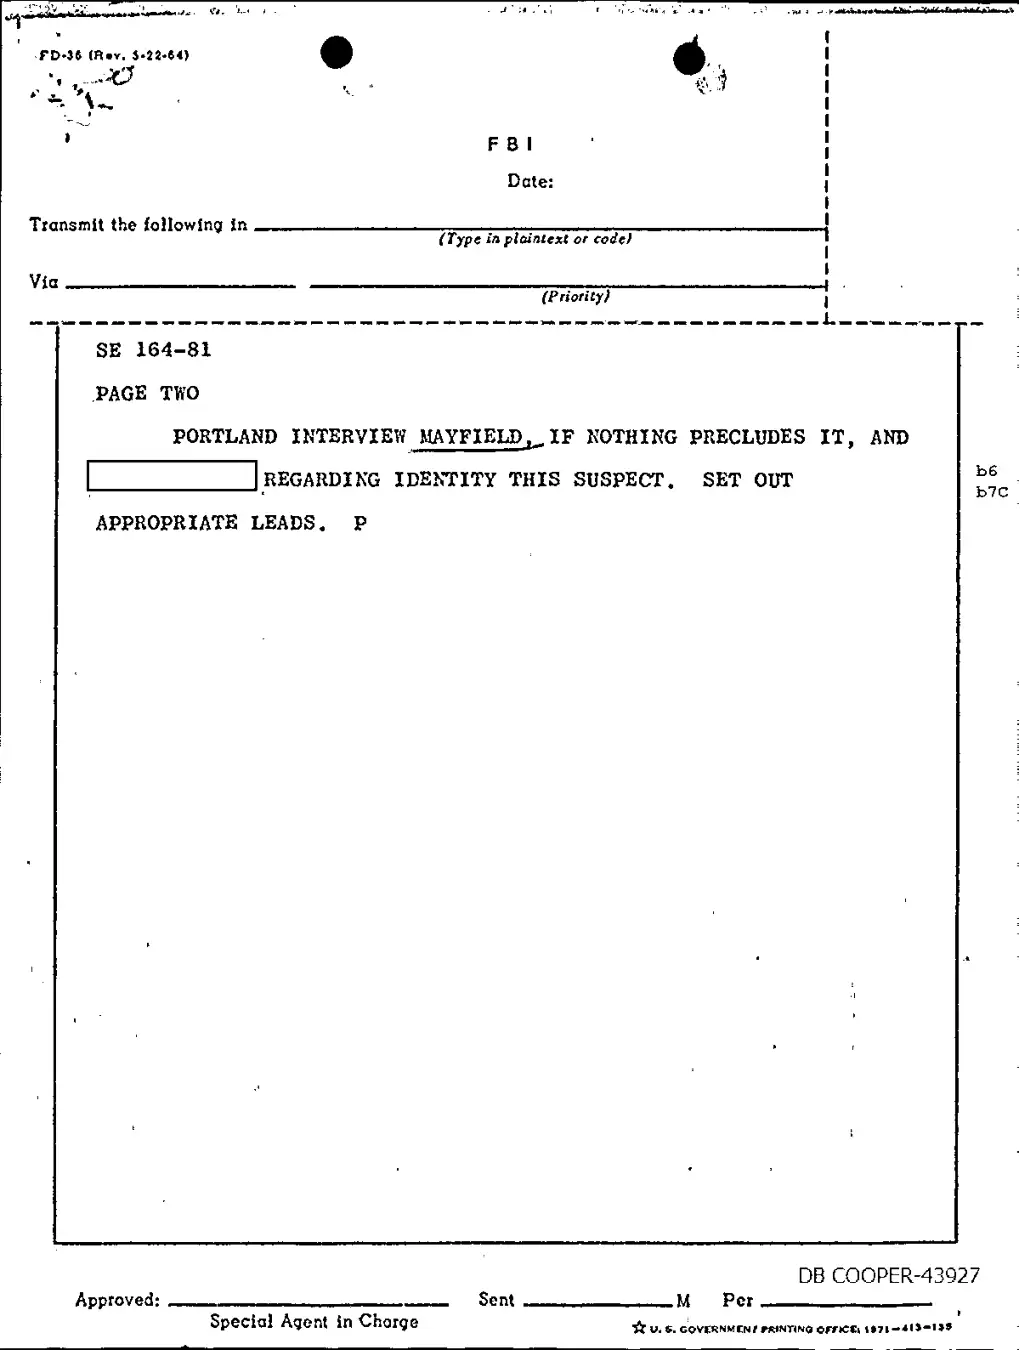 FD-36 (Rev. 5-22-64)
F B I
Date:
Transmit the following in
(Type in plaintext or code)
Via
(Priority)
SE 164-81
PAGE TWO
PORTLAND INTERVIEW MAYFIELD, IF NOTHING PRECLUDES IT, AND
REGARDING IDENTITY THIS SUSPECT. SET OUT
b6
b7C
APPROPRIATE LEADS. P
DB COOPER-43927
Approved: Sent M Per
Special Agent in Charge
☆ U. S. GOVERNMENT PRINTING OFFICE: 1971-413-135